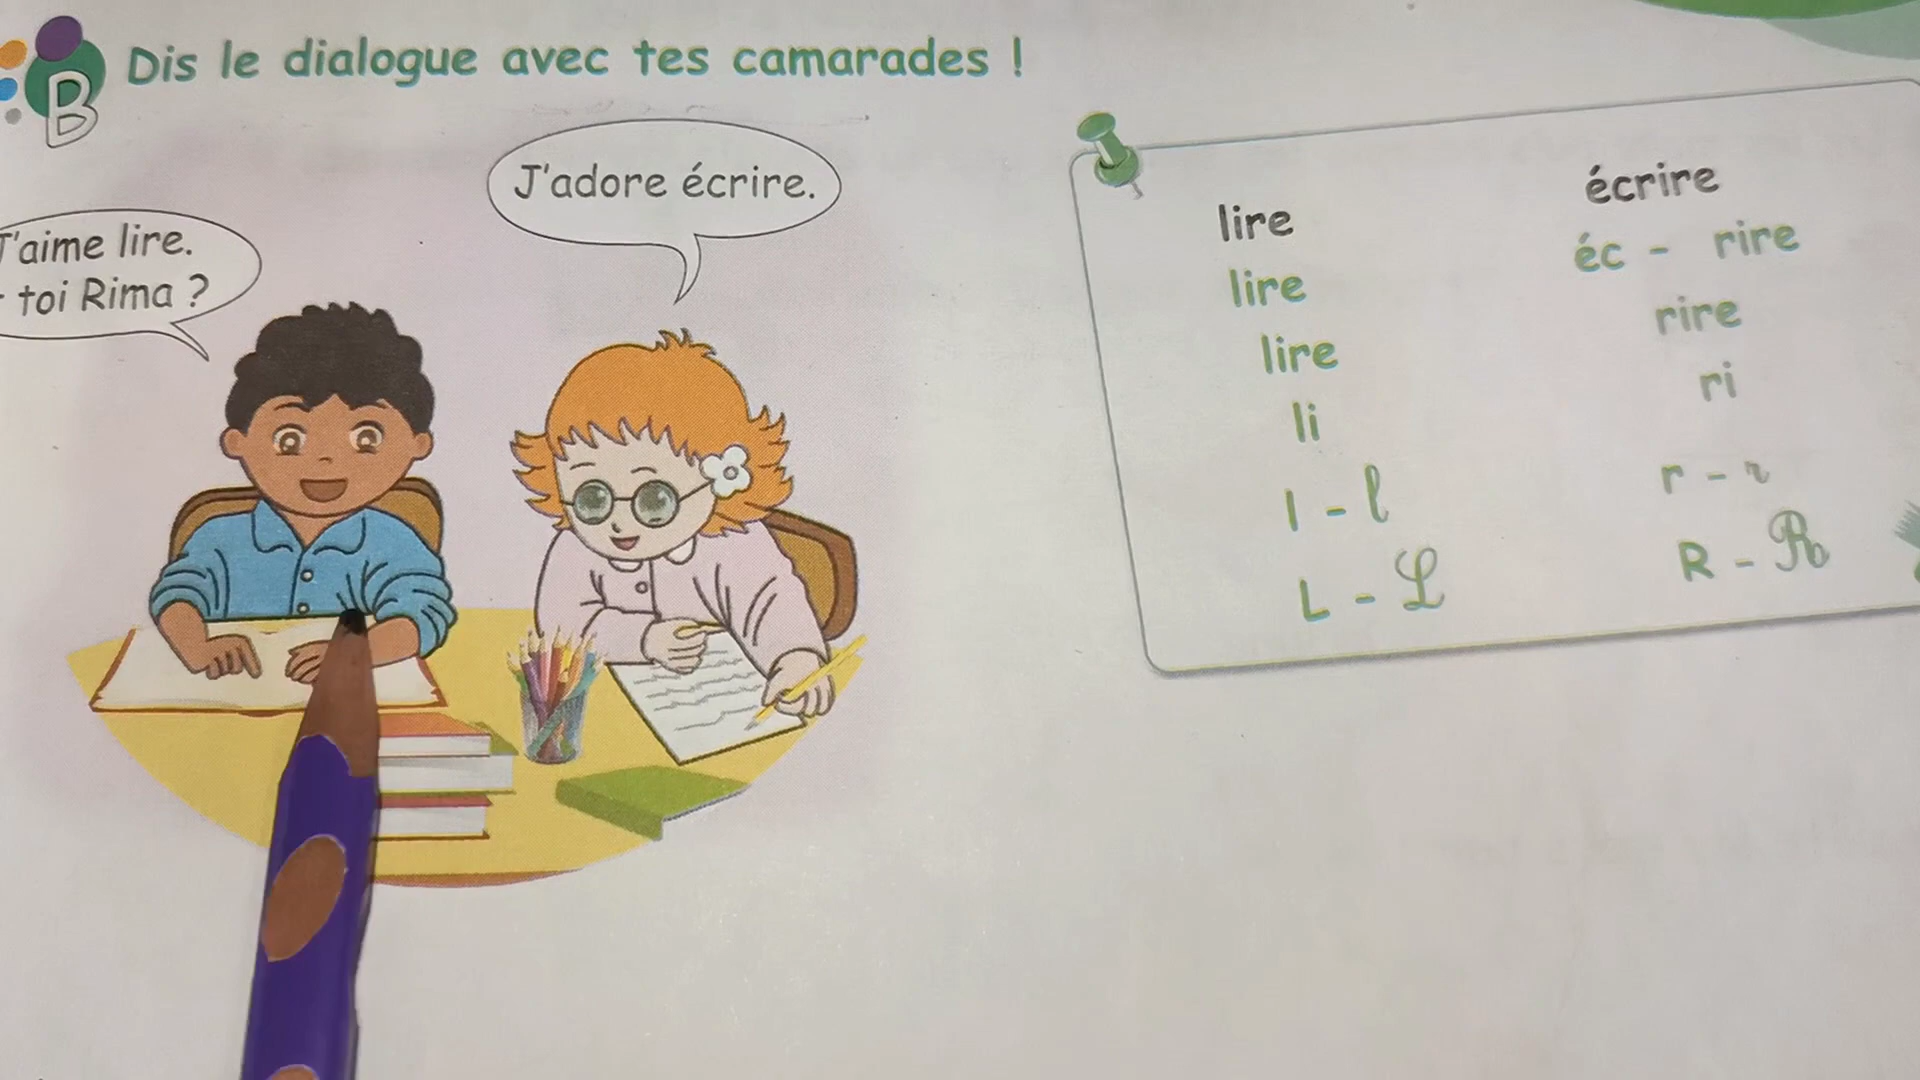 B
Dis le dialogue avec tes camarades !
J'aime lire.
- toi Rima ?
J'adore écrire.
lire
lire
lire
li
l - l
L - L
écrire
éc - rire
rire
ri
r - r
R - R